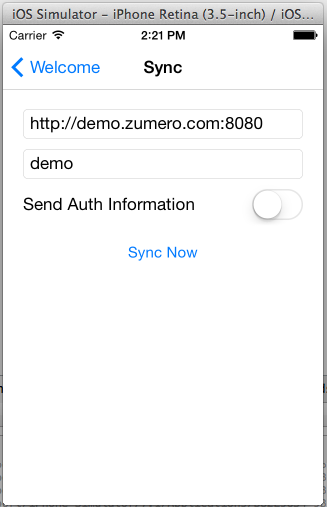 iOS Simulator - iPhone Retina (3.5-inch) / iOS...
Carrer 2:21 PM
Welcome Sync
http://demo.zumero.com:8080
demo
Send Auth Information
Sync Now